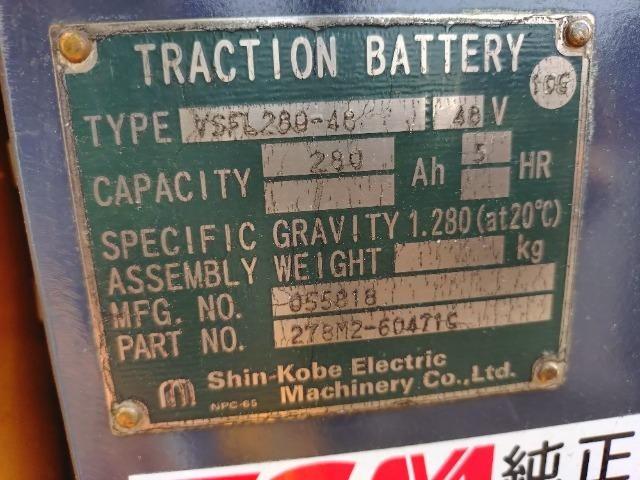 TRACTION BATTERY
TYPE VSFL280-48 48 V
CAPACITY 280 Ah 5 HR
SPECIFIC GRAVITY 1.280 (at20℃)
ASSEMBLY WEIGHT kg
MFG. NO. 055818
PART NO. 278M2-60471G
Shin-Kobe Electric
Machinery Co.,Ltd.
NPC-65
純正